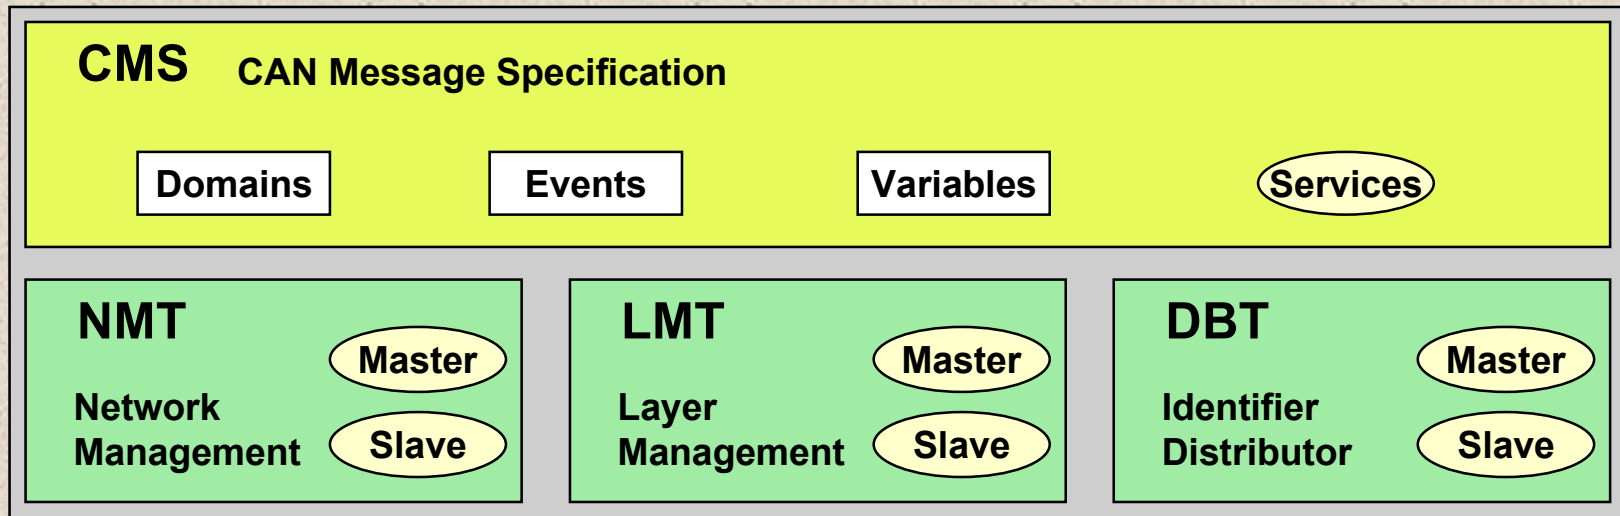 CMS CAN Message Specification
Domains
Events
Variables
Services
NMT
Master
Network
Management
Slave
LMT
Master
Layer
Management
Slave
DBT
Master
Identifier
Distributor
Slave